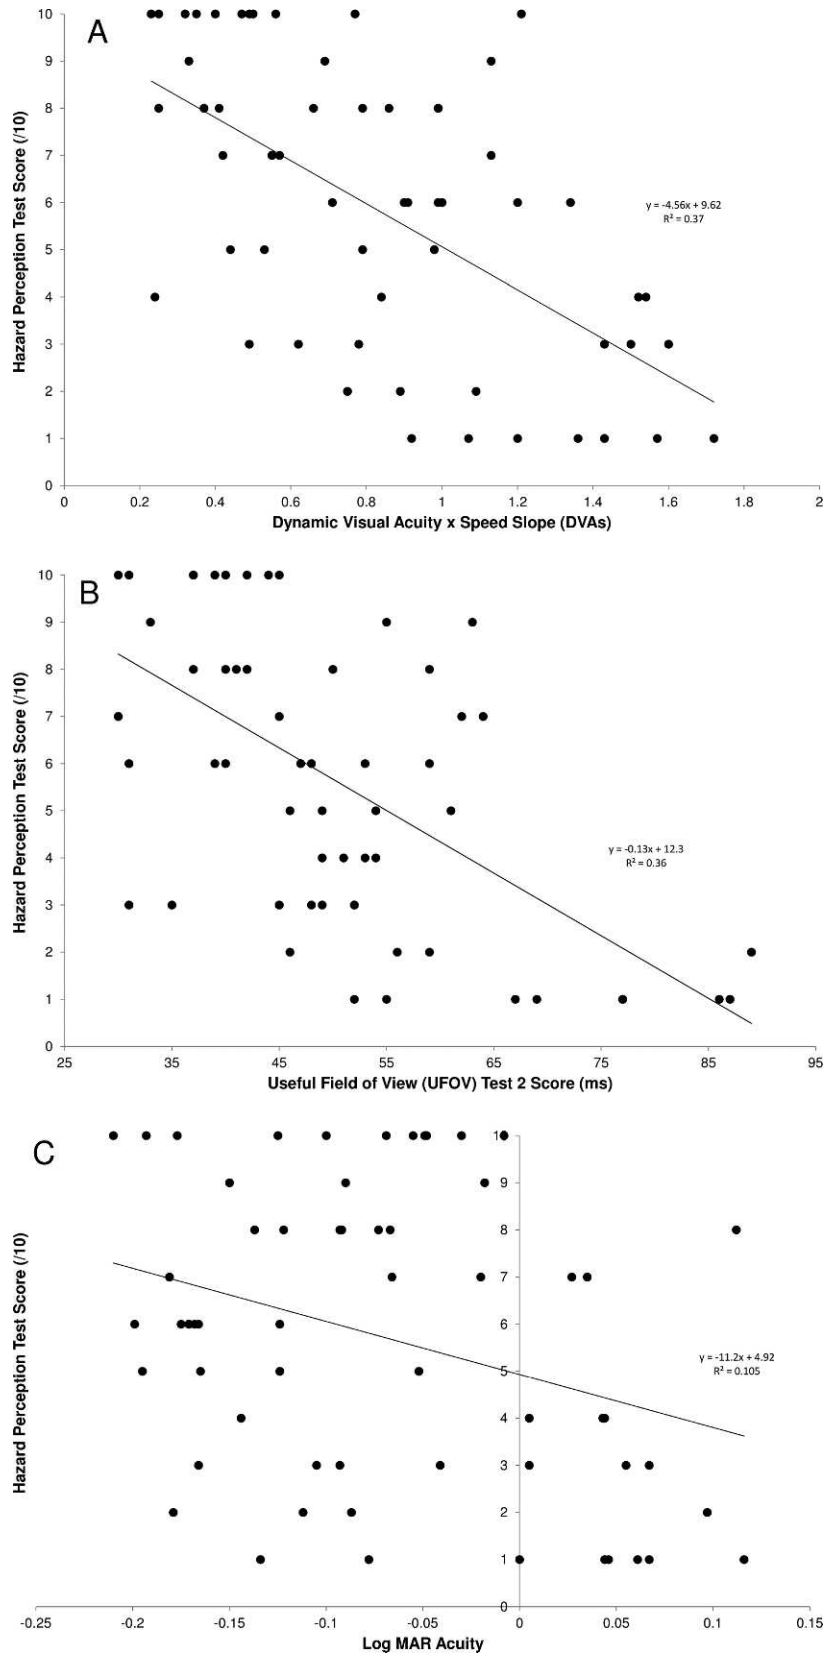 A
Hazard Perception Test Score (/10)
10
9
8
7
6
5
4
3
2
1
0
y = -4.56x + 9.62
R² = 0.37
0 0.2 0.4 0.6 0.8 1 1.2 1.4 1.6 1.8 2
Dynamic Visual Acuity x Speed Slope (DVAs)
B
Hazard Perception Test Score (/10)
10
9
8
7
6
5
4
3
2
1
0
y = -0.13x + 12.3
R² = 0.36
25 35 45 55 65 75 85 95
Useful Field of View (UFOV) Test 2 Score (ms)
C
Hazard Perception Test Score (/10)
10
9
8
7
6
5
4
3
2
1
0
y = -11.2x + 4.92
R² = 0.105
-0.25 -0.2 -0.15 -0.1 -0.05 0 0.05 0.1 0.15
Log MAR Acuity